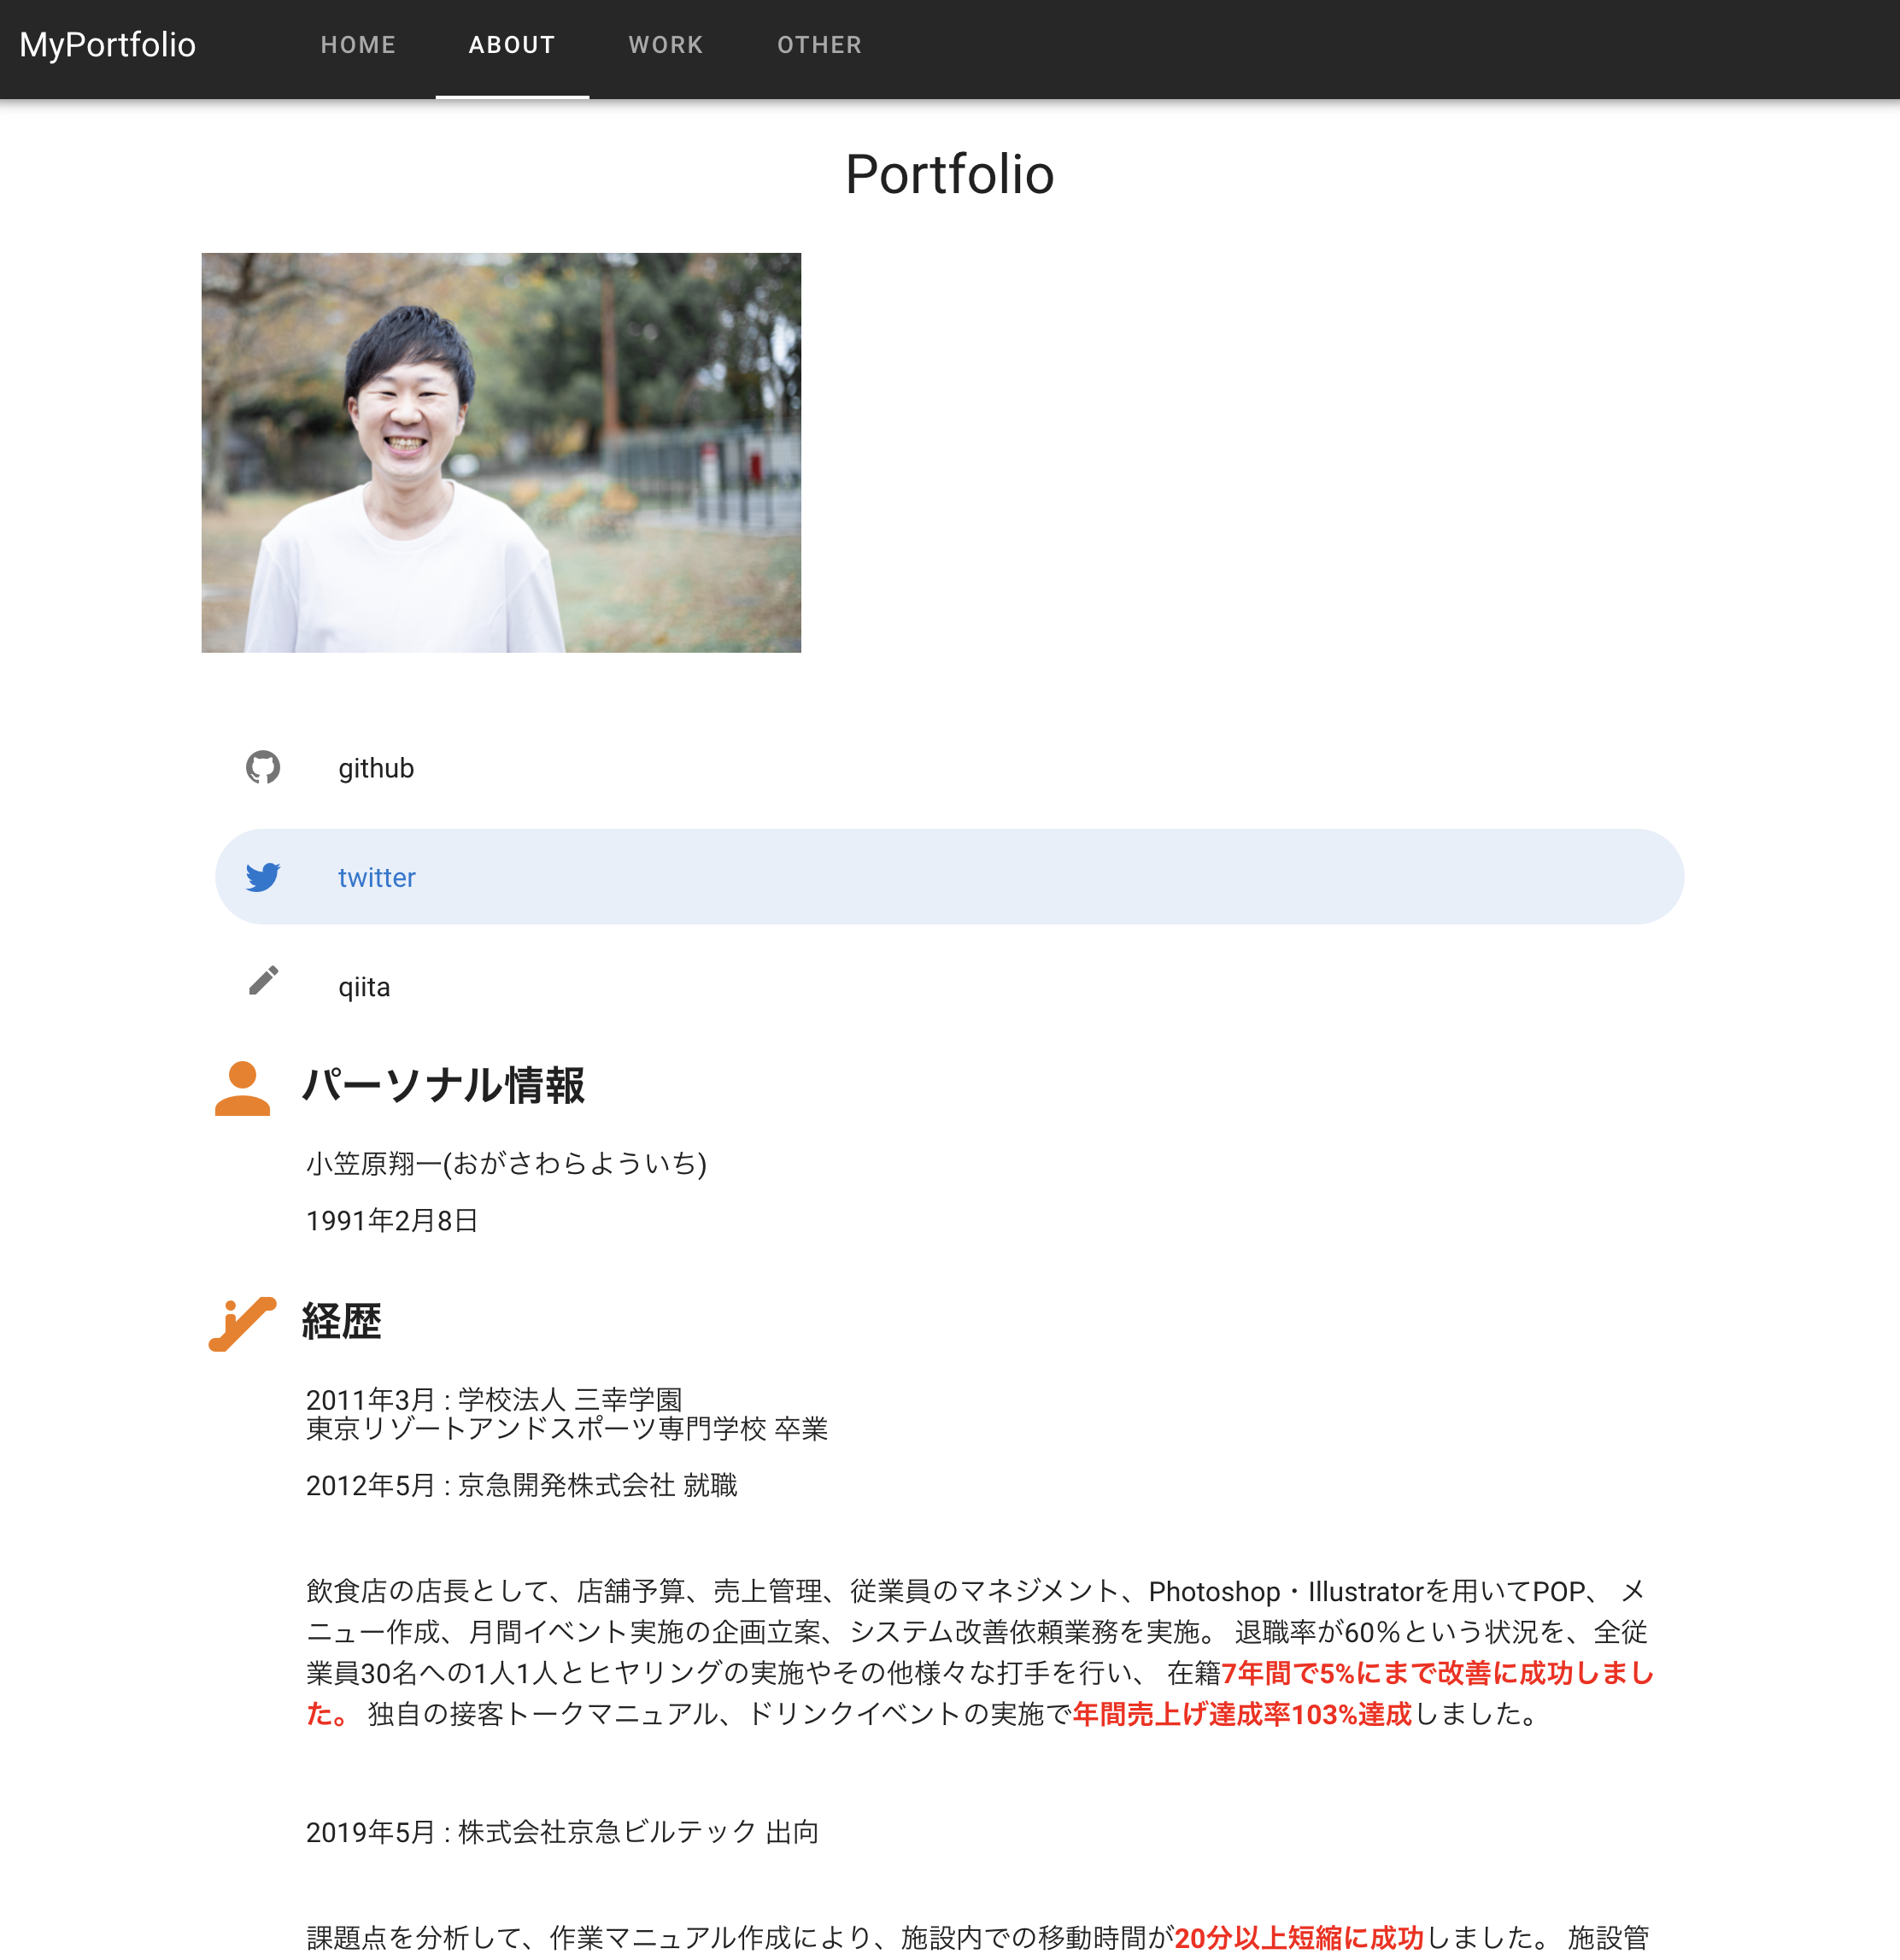 MyPortfolio HOME ABOUT WORK OTHER
Portfolio
github
twitter
qiita
パーソナル情報
小笠原翔一(おがさわらよういち)
1991年2月8日
経歴
2011年3月 : 学校法人 三幸学園
東京リゾートアンドスポーツ専門学校 卒業
2012年5月 : 京急開発株式会社 就職
飲食店の店長として、店舗予算、売上管理、従業員のマネジメント、Photoshop・Illustratorを用いてPOP、 メ
ニュー作成、月間イベント実施の企画立案、システム改善依頼業務を実施。 退職率が60％という状況を、全従
業員30名への1人1人とヒヤリングの実施やその他様々な打手を行い、 在籍7年間で5%にまで改善に成功しまし
た。 独自の接客トークマニュアル、ドリンクイベントの実施で年間売上げ達成率103%達成しました。
2019年5月 : 株式会社京急ビルテック 出向
課題点を分析して、作業マニュアル作成により、施設内での移動時間が20分以上短縮に成功しました。 施設管